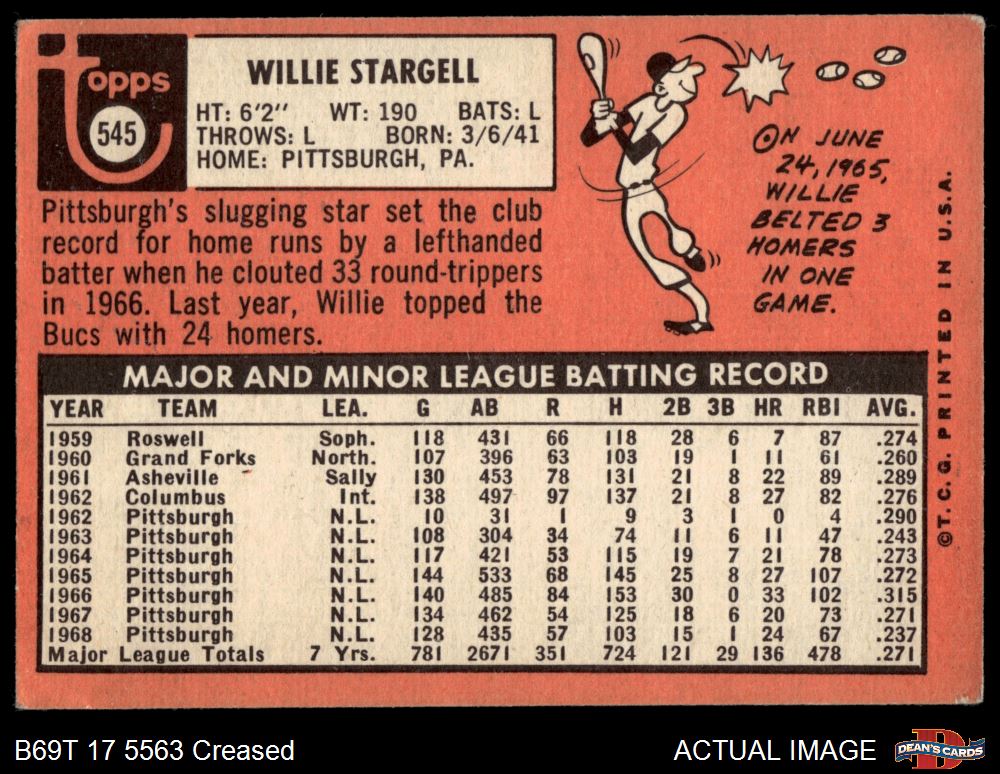 Topps
545
WILLIE STARGELL
HT: 6'2" WT: 190 BATS: L
THROWS: L BORN: 3/6/41
HOME: PITTSBURGH, PA.
Pittsburgh's slugging star set the club
record for home runs by a lefthanded
batter when he clouted 33 round-trippers
in 1966. Last year, Willie topped the
Bucs with 24 homers.
ON JUNE
24, 1965,
WILLIE
BELTED 3
HOMERS
IN ONE
GAME.
©T. C. G. PRINTED IN U.S.A.
MAJOR AND MINOR LEAGUE BATTING RECORD
YEAR TEAM LEA. G AB R H 2B 3B HR RBI AVG.
1959 Roswell Soph. 118 431 66 118 28 6 7 87 .274
1960 Grand Forks North. 107 396 63 103 19 1 11 61 .260
1961 Asheville Sally 130 453 78 131 21 8 22 89 .289
1962 Columbus Int. 138 497 97 137 21 8 27 82 .276
1962 Pittsburgh N.L. 10 31 1 9 3 1 0 4 .290
1963 Pittsburgh N.L. 108 304 34 74 11 6 11 47 .243
1964 Pittsburgh N.L. 117 421 53 115 19 7 21 78 .273
1965 Pittsburgh N.L. 144 533 68 145 25 8 27 107 .272
1966 Pittsburgh N.L. 140 485 84 153 30 0 33 102 .315
1967 Pittsburgh N.L. 134 462 54 125 18 6 20 73 .271
1968 Pittsburgh N.L. 128 435 57 103 15 1 24 67 .237
Major League Totals 7 Yrs. 781 2671 351 724 121 29 136 478 .271
B69T 17 5563 Creased
ACTUAL IMAGE
D
DEAN'S CARDS